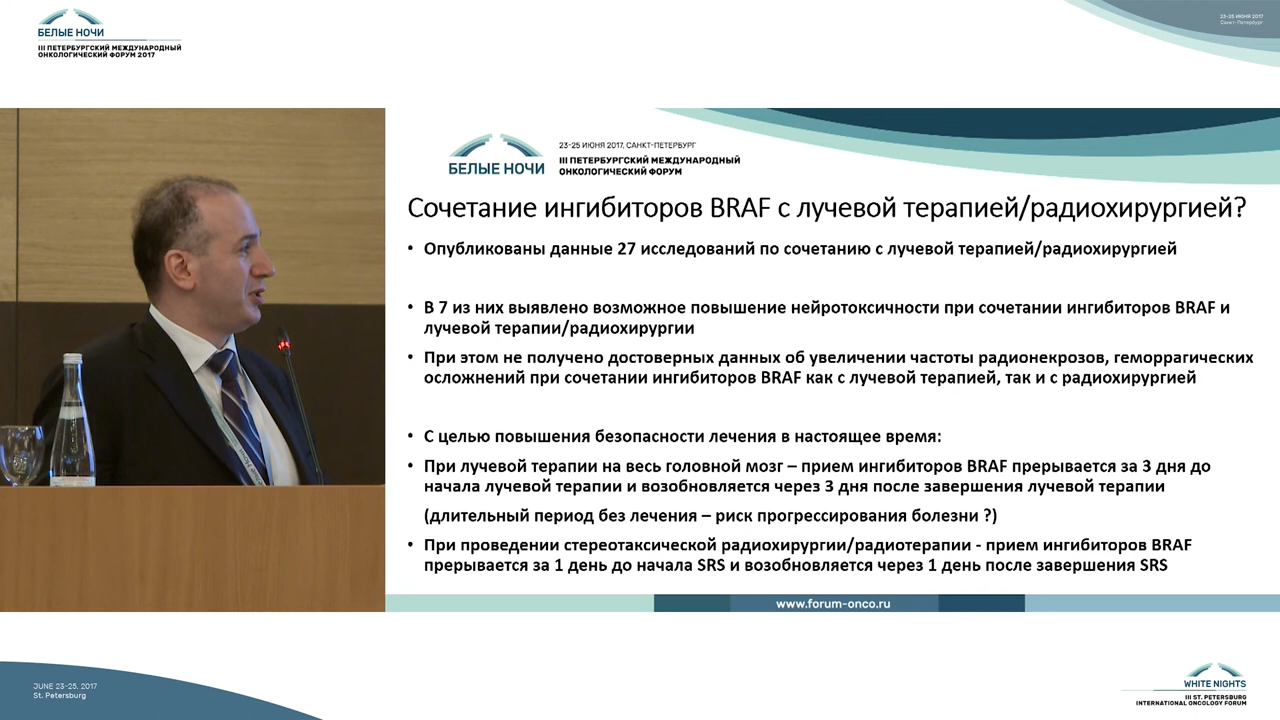 БЕЛЫЕ НОЧИ
III ПЕТЕРБУРГСКИЙ МЕЖДУНАРОДНЫЙ
ОНКОЛОГИЧЕСКИЙ ФОРУМ 2017
23-25 ИЮНЯ 2017
Санкт-Петербург
БЕЛЫЕ НОЧИ
23-25 ИЮНЯ 2017, САНКТ-ПЕТЕРБУРГ
III ПЕТЕРБУРГСКИЙ МЕЖДУНАРОДНЫЙ
ОНКОЛОГИЧЕСКИЙ ФОРУМ
Сочетание ингибиторов BRAF с лучевой терапией/радиохирургией?
• Опубликованы данные 27 исследований по сочетанию с лучевой терапией/радиохирургией
• В 7 из них выявлено возможное повышение нейротоксичности при сочетании ингибиторов BRAF и
лучевой терапии/радиохирургии
• При этом не получено достоверных данных об увеличении частоты радионекрозов, геморрагических
осложнений при сочетании ингибиторов BRAF как с лучевой терапией, так и с радиохирургией
• С целью повышения безопасности лечения в настоящее время:
• При лучевой терапии на весь головной мозг – прием ингибиторов BRAF прерывается за 3 дня до
начала лучевой терапии и возобновляется через 3 дня после завершения лучевой терапии
(длительный период без лечения – риск прогрессирования болезни ?)
• При проведении стереотаксической радиохирургии/радиотерапии - прием ингибиторов BRAF
прерывается за 1 день до начала SRS и возобновляется через 1 день после завершения SRS
www.forum-onco.ru
JUNE 23-25, 2017
St. Petersburg
WHITE NIGHTS
III ST. PETERSBURG
INTERNATIONAL ONCOLOGY FORUM